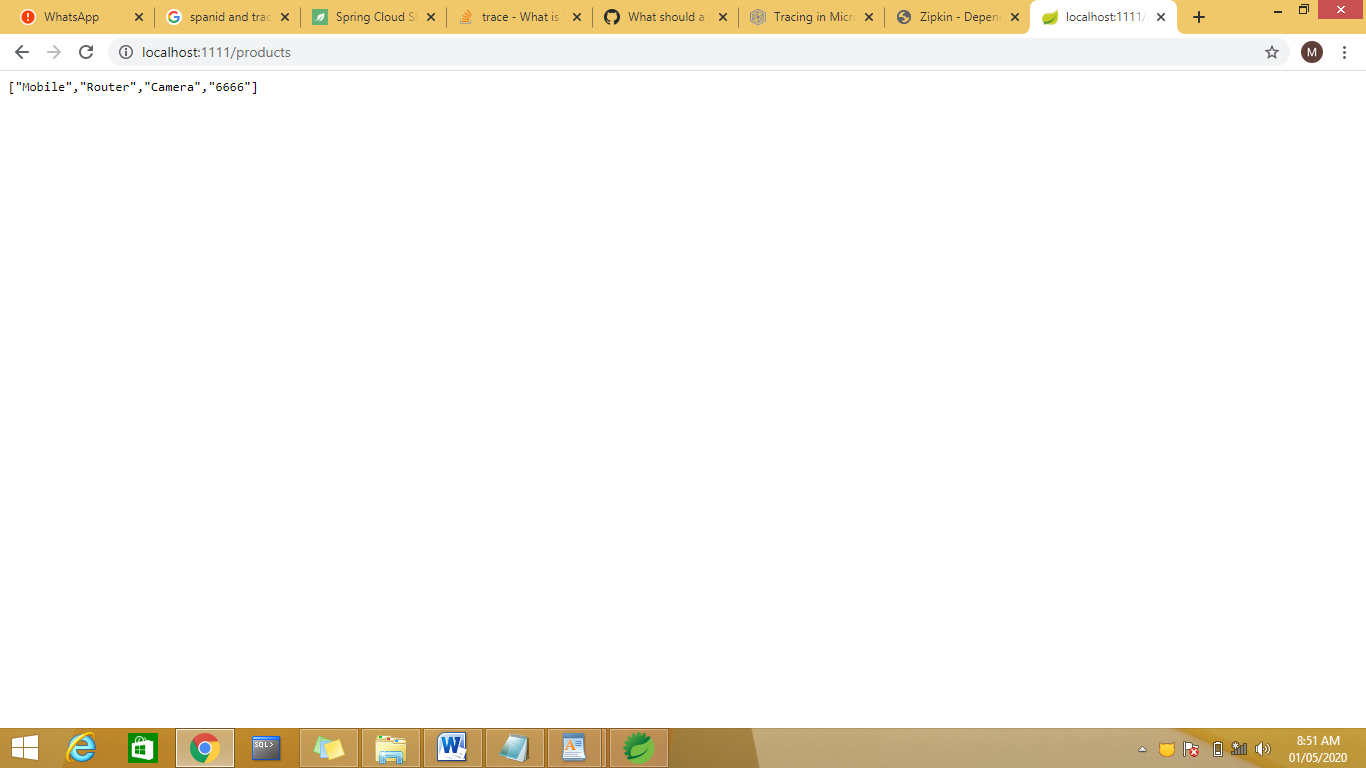 WhatsApp
spanid and trac
Spring Cloud Sl
trace - What is
What should a
Tracing in Micr
Zipkin - Depen
localhost:1111/
localhost:1111/products
M
["Mobile","Router","Camera","6666"]
SQL>
8:51 AM
01/05/2020